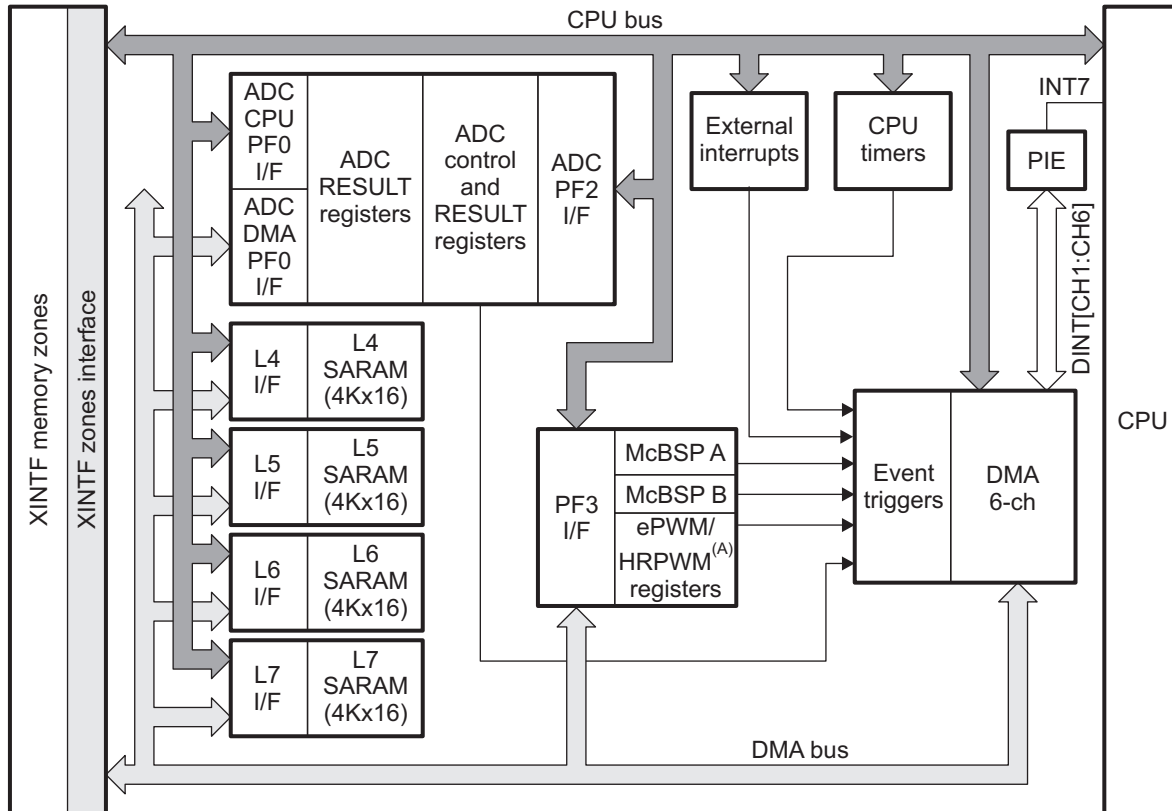 CPU bus
XINTF memory zones
XINTF zones interface
ADC
CPU
PF0
I/F
ADC
DMA
PF0
I/F
ADC
RESULT
registers
ADC
control
and
RESULT
registers
ADC
PF2
I/F
External
interrupts
CPU
timers
INT7
PIE
DINT[CH1:CH6]
CPU
L4
I/F
L4
SARAM
(4Kx16)
L5
I/F
L5
SARAM
(4Kx16)
L6
I/F
L6
SARAM
(4Kx16)
L7
I/F
L7
SARAM
(4Kx16)
PF3
I/F
McBSP A
McBSP B
ePWM/
HRPWM(A)
registers
Event
triggers
DMA
6-ch
DMA bus